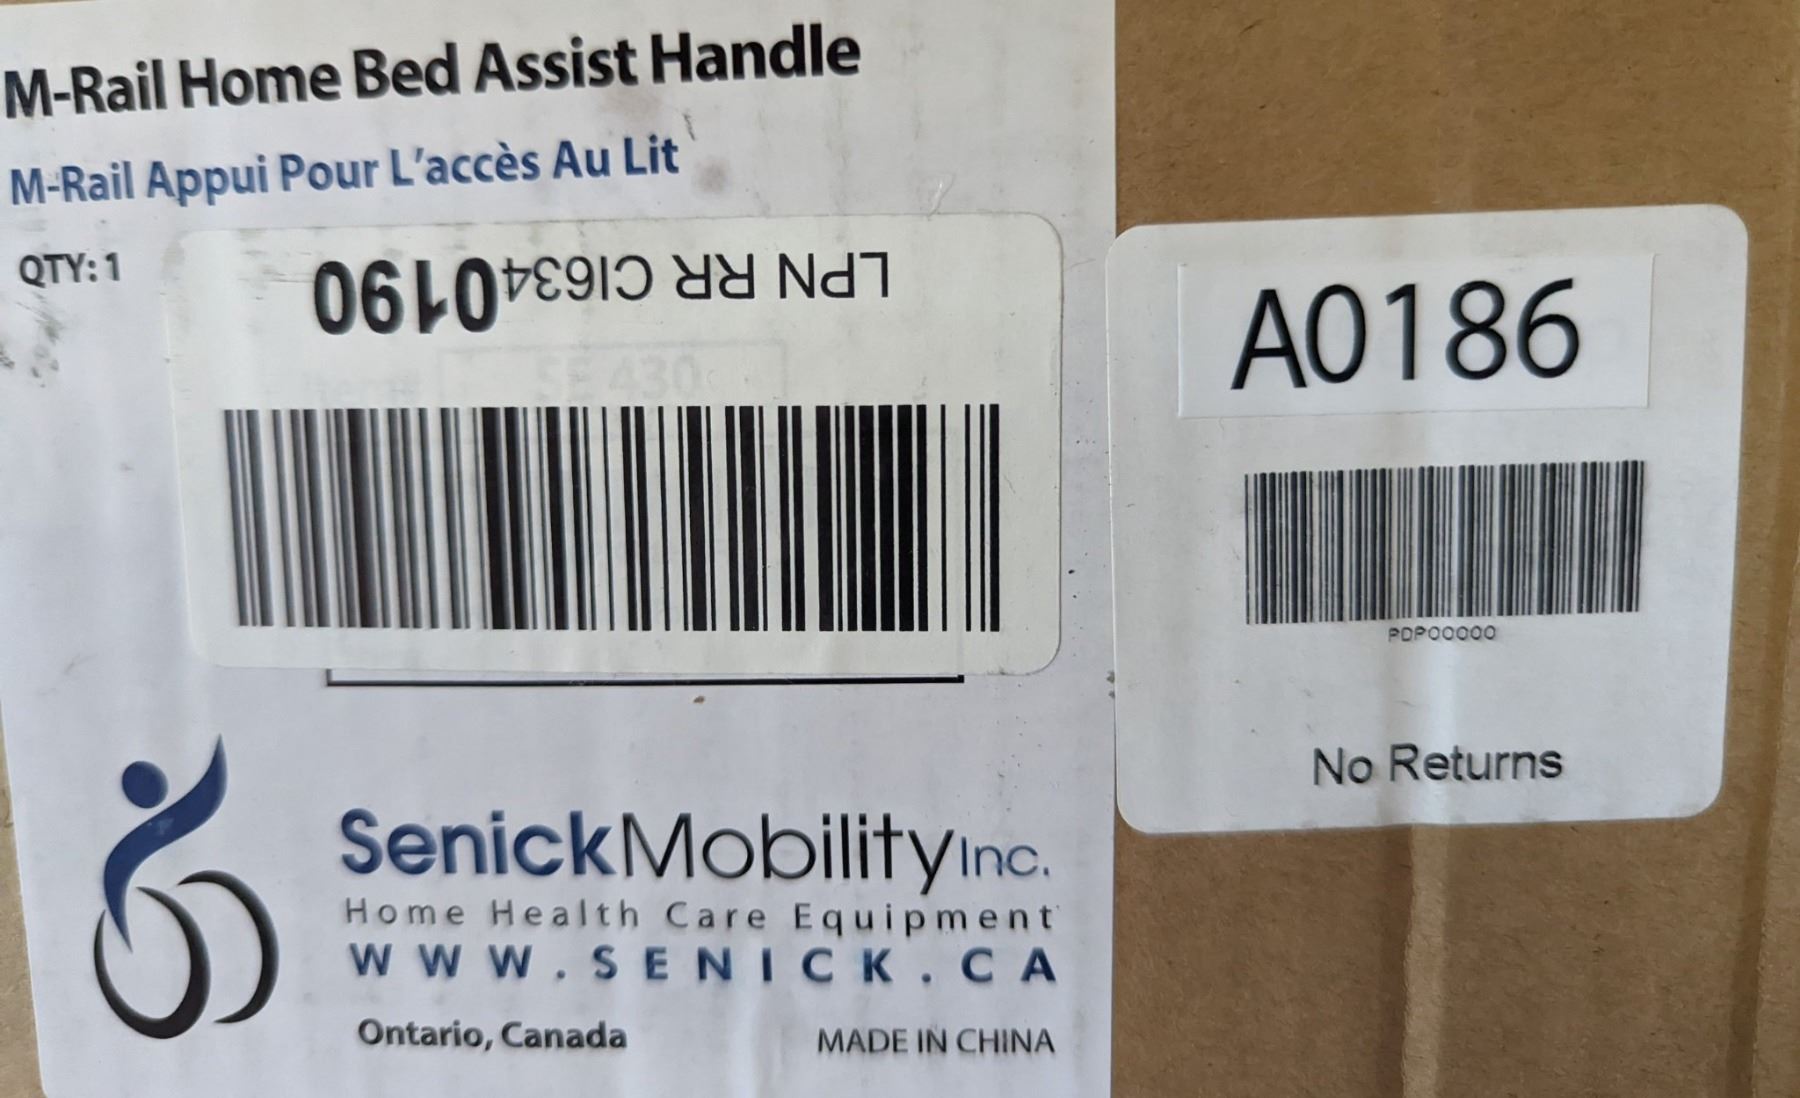 M-Rail Home Bed Assist Handle
M-Rail Appui Pour L'accès Au Lit
QTY: 1
LPN RR CI6340190
A0186
PDP00000
No Returns
SenickMobility Inc.
Home Health Care Equipment
WWW.SENICK.CA
Ontario, Canada
MADE IN CHINA